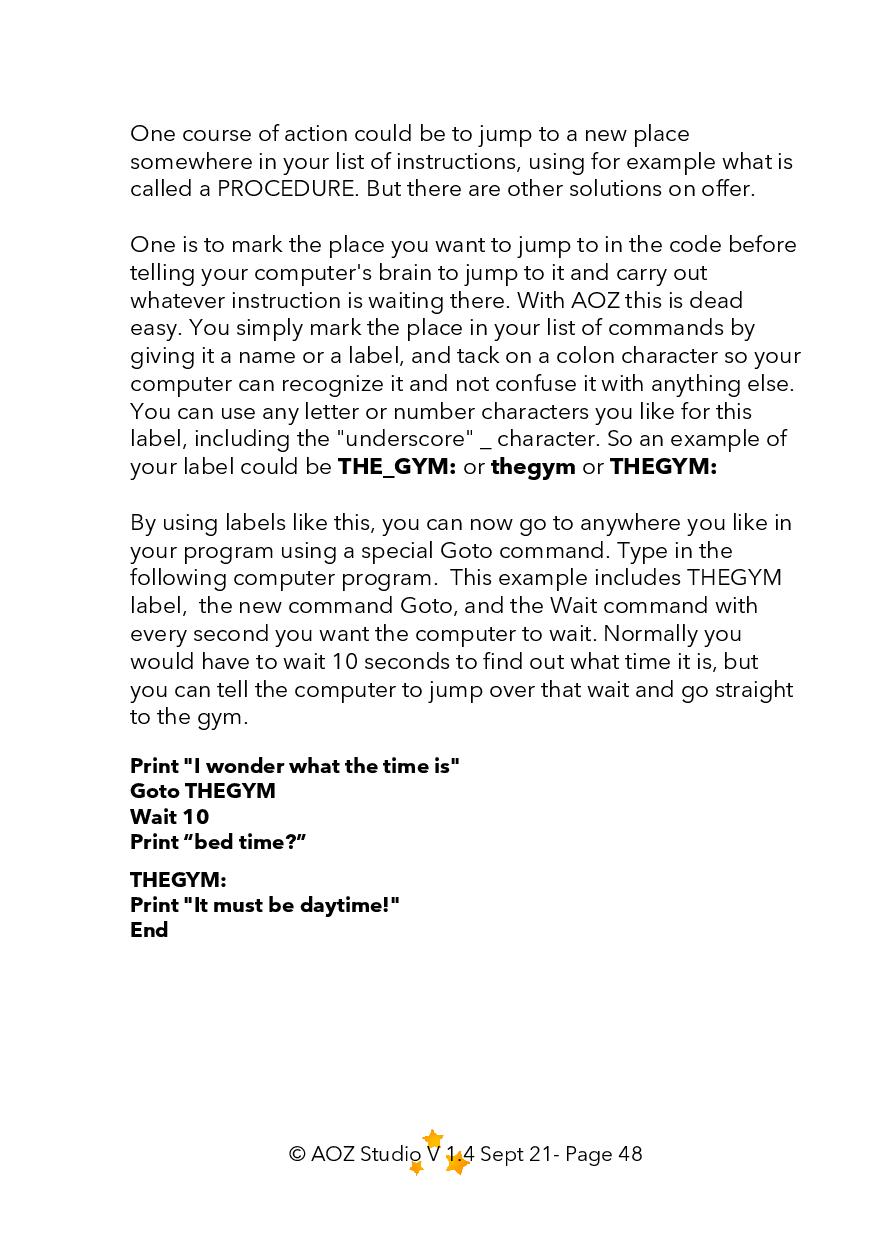 One course of action could be to jump to a new place
somewhere in your list of instructions, using for example what is
called a PROCEDURE. But there are other solutions on offer.
One is to mark the place you want to jump to in the code before
telling your computer's brain to jump to it and carry out
whatever instruction is waiting there. With AOZ this is dead
easy. You simply mark the place in your list of commands by
giving it a name or a label, and tack on a colon character so your
computer can recognize it and not confuse it with anything else.
You can use any letter or number characters you like for this
label, including the "underscore" _ character. So an example of
your label could be THE_GYM: or thegym or THEGYM:
By using labels like this, you can now go to anywhere you like in
your program using a special Goto command. Type in the
following computer program.  This example includes THEGYM
label,  the new command Goto, and the Wait command with
every second you want the computer to wait. Normally you
would have to wait 10 seconds to find out what time it is, but
you can tell the computer to jump over that wait and go straight
to the gym.
Print "I wonder what the time is"
Goto THEGYM
Wait 10
Print “bed time?”
THEGYM:
Print "It must be daytime!"
End
© AOZ Studio V 1.4 Sept 21- Page 48